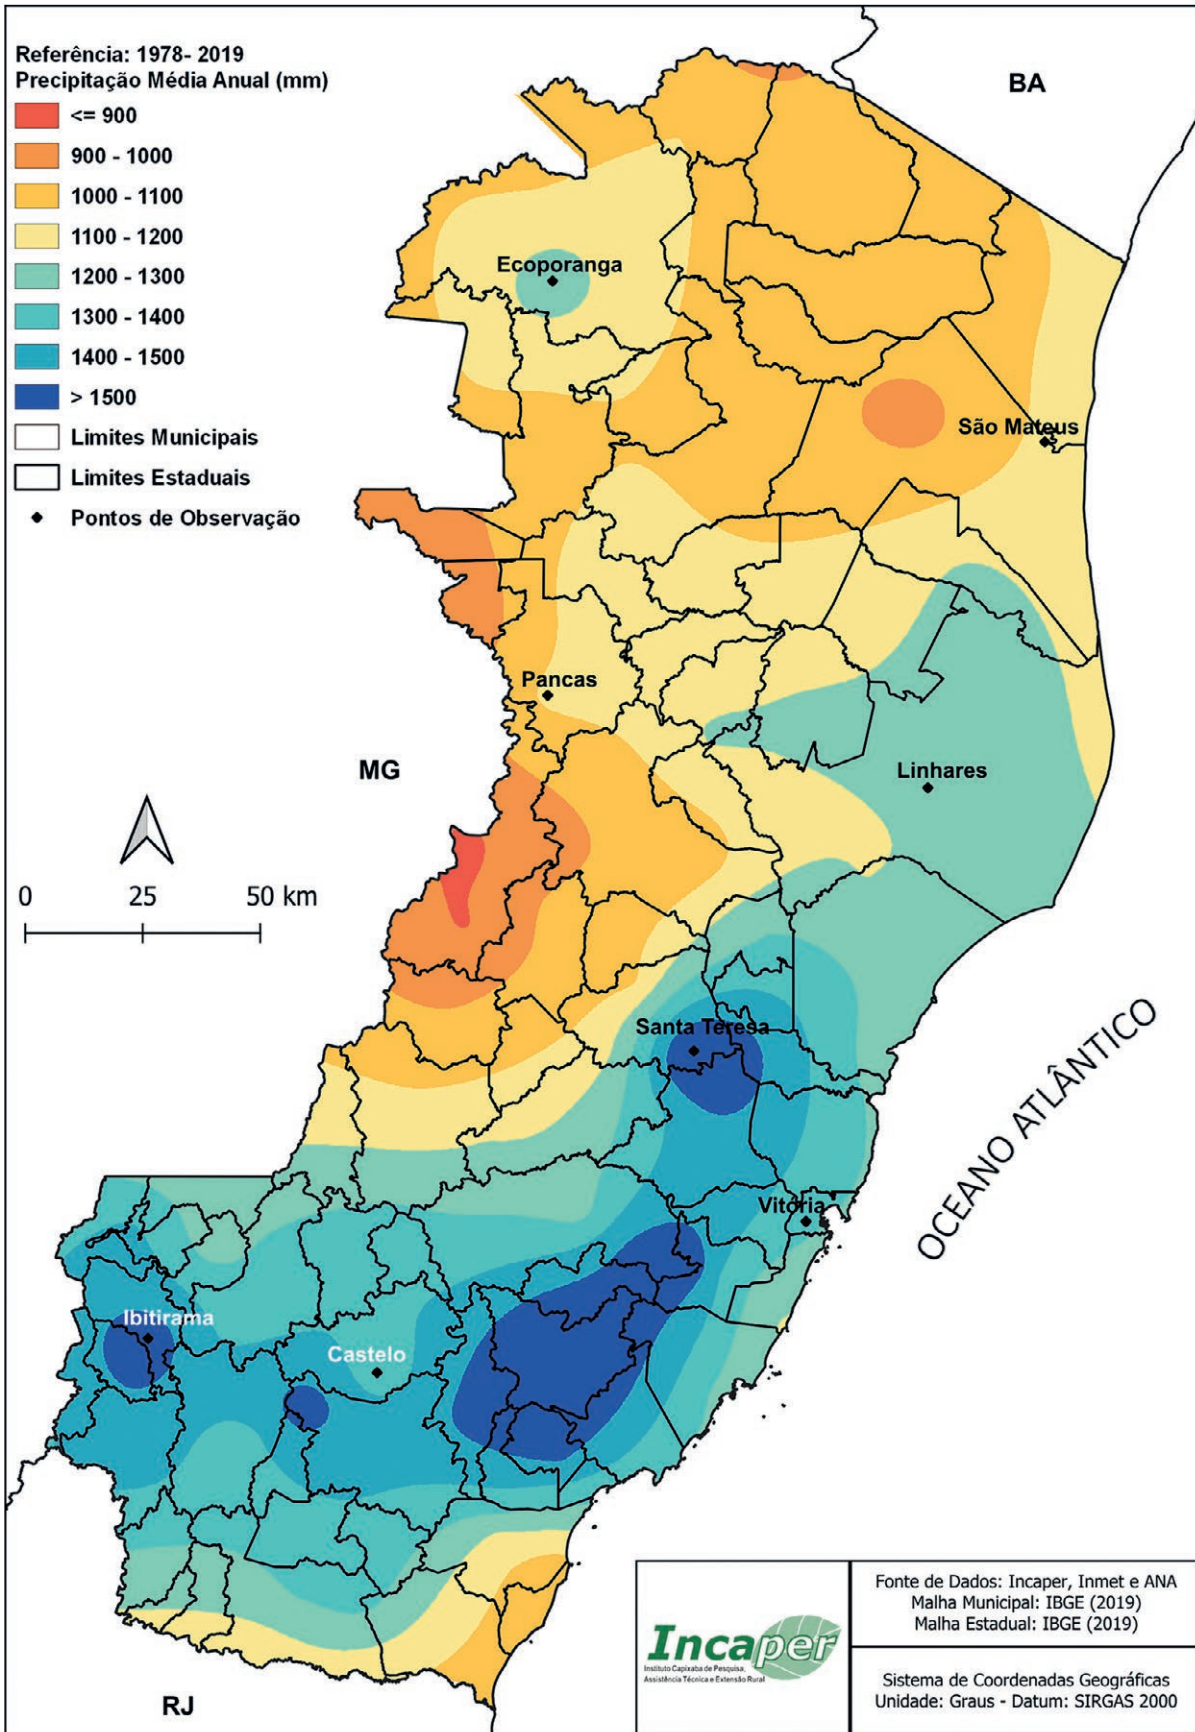 Referência: 1978- 2019
Precipitação Média Anual (mm)
<= 900
900 - 1000
1000 - 1100
1100 - 1200
1200 - 1300
1300 - 1400
1400 - 1500
> 1500
Limites Municipais
Limites Estaduais
Pontos de Observação
BA
Ecoporanga
São Mateus
Pancas
MG
Linhares
0 25 50 km
Santa Teresa
OCEANO ATLÂNTICO
Vitória
Ibitirama
Castelo
RJ
Incaper
Instituto Capixaba de Pesquisa,
Assistência Técnica e Extensão Rural
Fonte de Dados: Incaper, Inmet e ANA
Malha Municipal: IBGE (2019)
Malha Estadual: IBGE (2019)
Sistema de Coordenadas Geográficas
Unidade: Graus - Datum: SIRGAS 2000